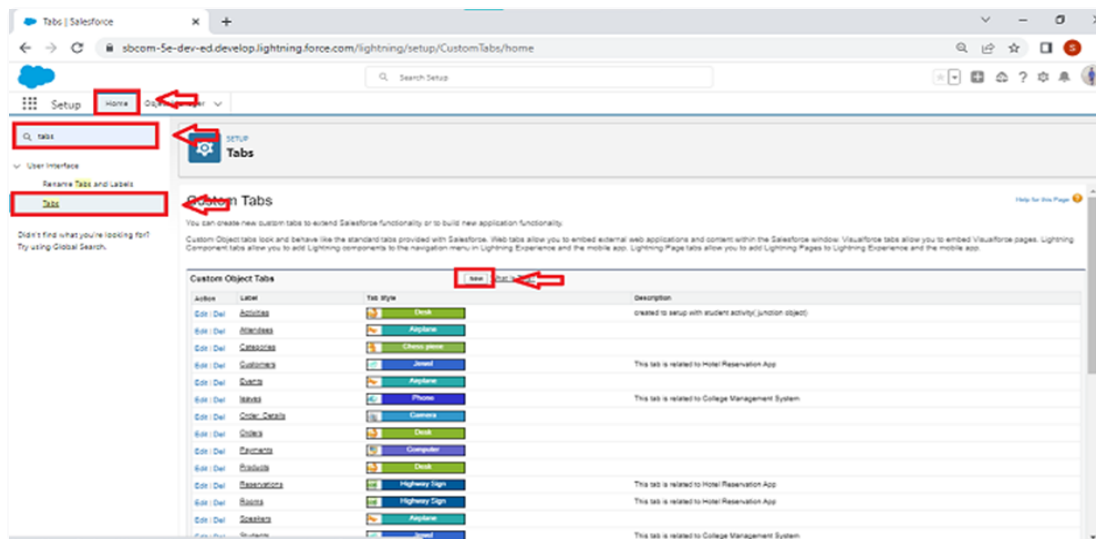 Tabs | Salesforce
sbcom-5e-dev-ed.develop.lightning.force.com/lightning/setup/CustomTabs/home
Search Setup
S
Setup Home
tabs
SETUP
Tabs
User Interface
Rename Tabs and Labels
Tabs
Didn't find what you're looking for?
Try using Global Search.
Custom Tabs
Help for this Page
You can create new custom tabs to extend Salesforce functionality or to build new application functionality.
Custom Object tabs look and behave like the standard tabs provided with Salesforce. Web tabs allow you to embed external web applications and content within the Salesforce window. Visualforce tabs allow you to embed Visualforce pages. Lightning
Component tabs allow you to add Lightning components to the navigation menu in Lightning Experience and the mobile app. Lightning Page tabs allow you to add Lightning Pages to Lightning Experience and the mobile app.
Custom Object Tabs New
Action Label Tab Style Description
Edit | Del Activities Desk created to setup with student activity( junction object)
Edit | Del Attendees Airplane
Edit | Del Categories Chess piece
Edit | Del Customers Jewel This tab is related to Hotel Reservation App
Edit | Del Events Airplane
Edit | Del Phone This tab is related to College Management System
Edit | Del Order_Details Camera
Edit | Del Orders Desk
Edit | Del Payments Computer
Edit | Del Products Desk
Edit | Del Reservations Highway Sign This tab is related to Hotel Reservation App
Edit | Del Rooms Highway Sign This tab is related to Hotel Reservation App
Edit | Del Speakers Airplane
Edit | Del Students Jewel This tab is related to College Management System